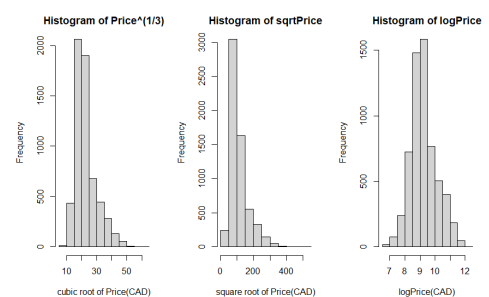 Histogram of Price^(1/3)
Frequency
0 500 1000 1500 2000
10 30 50
cubic root of Price(CAD)
Histogram of sqrtPrice
Frequency
0 500 1000 1500 2000 2500 3000
0 200 400
square root of Price(CAD)
Histogram of logPrice
Frequency
0 500 1000 1500
7 8 9 10 12
logPrice(CAD)